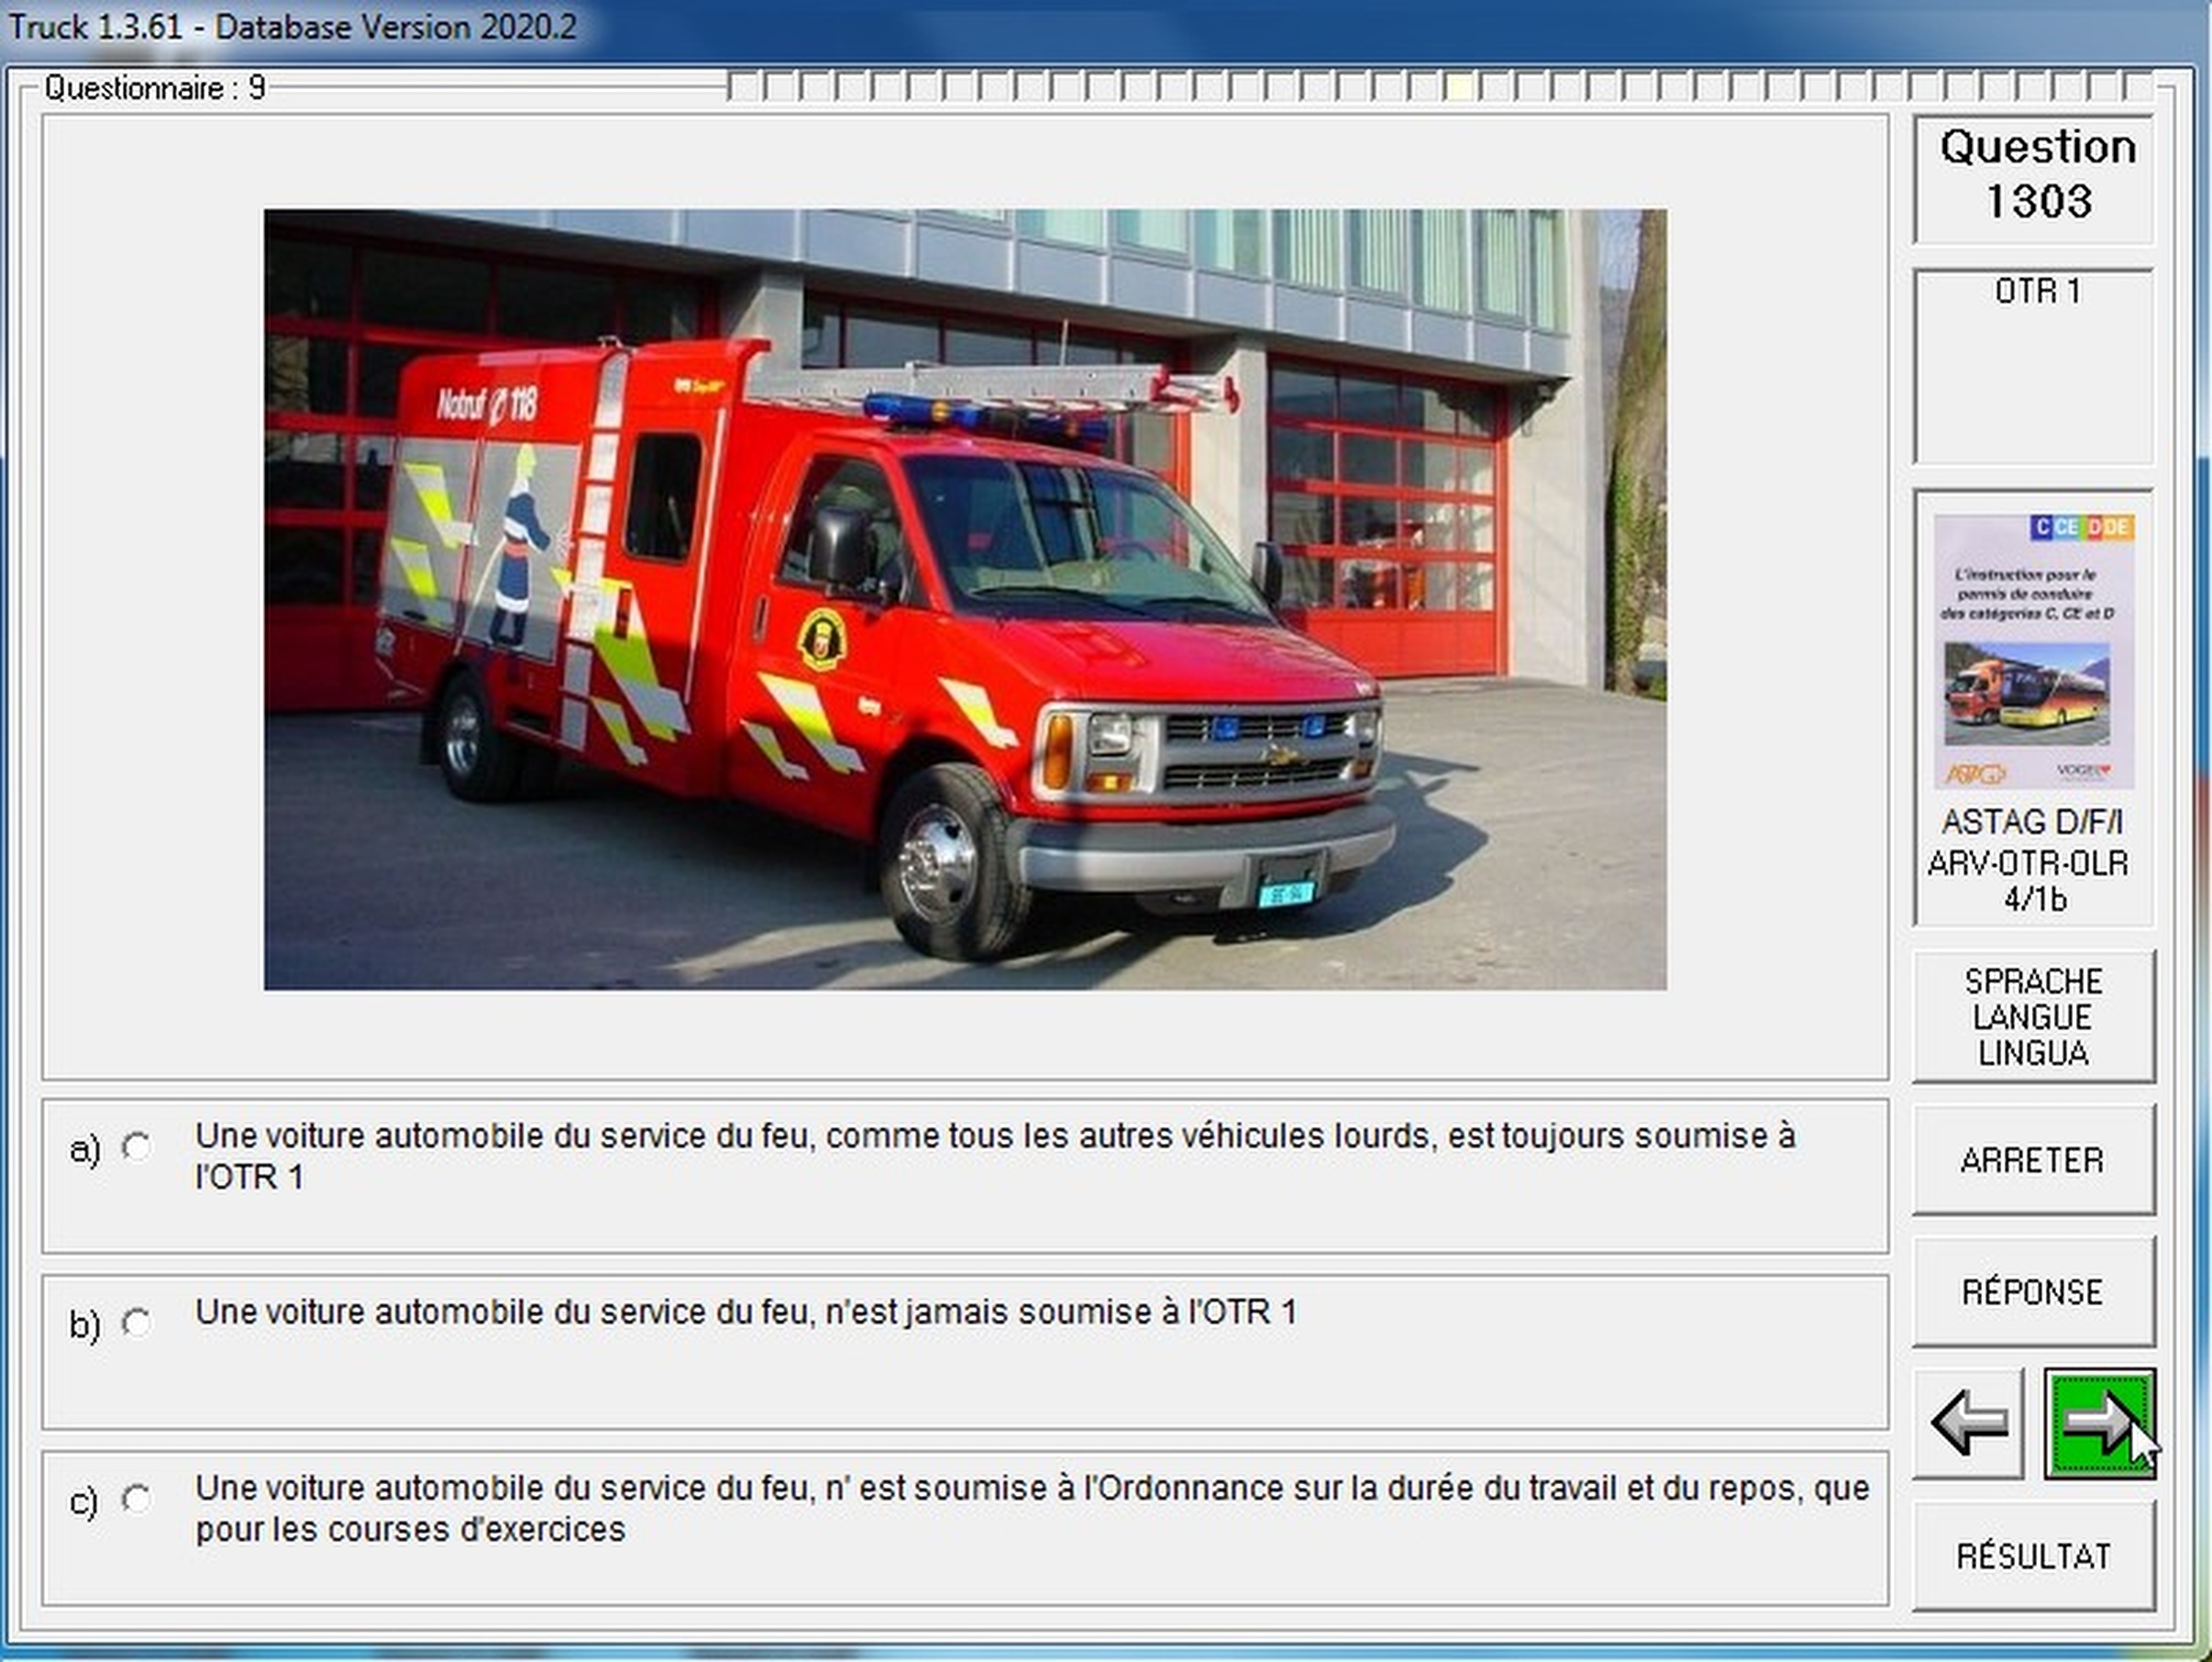 Truck 1.3.61 - Database Version 2020.2
Questionnaire : 9
Question
1303
OTR 1
Notruf 118
C CE D DE
L'instruction pour le
permis de conduire
des catégories C, CE et D
ASTAG
VOGEL
ASTAG D/F/I
ARV-OTR-OLR
4/1b
SPRACHE
LANGUE
LINGUA
ARRETER
RÉPONSE
RÉSULTAT
a) Une voiture automobile du service du feu, comme tous les autres véhicules lourds, est toujours soumise à
l'OTR 1
b) Une voiture automobile du service du feu, n'est jamais soumise à l'OTR 1
c) Une voiture automobile du service du feu, n' est soumise à l'Ordonnance sur la durée du travail et du repos, que
pour les courses d'exercices